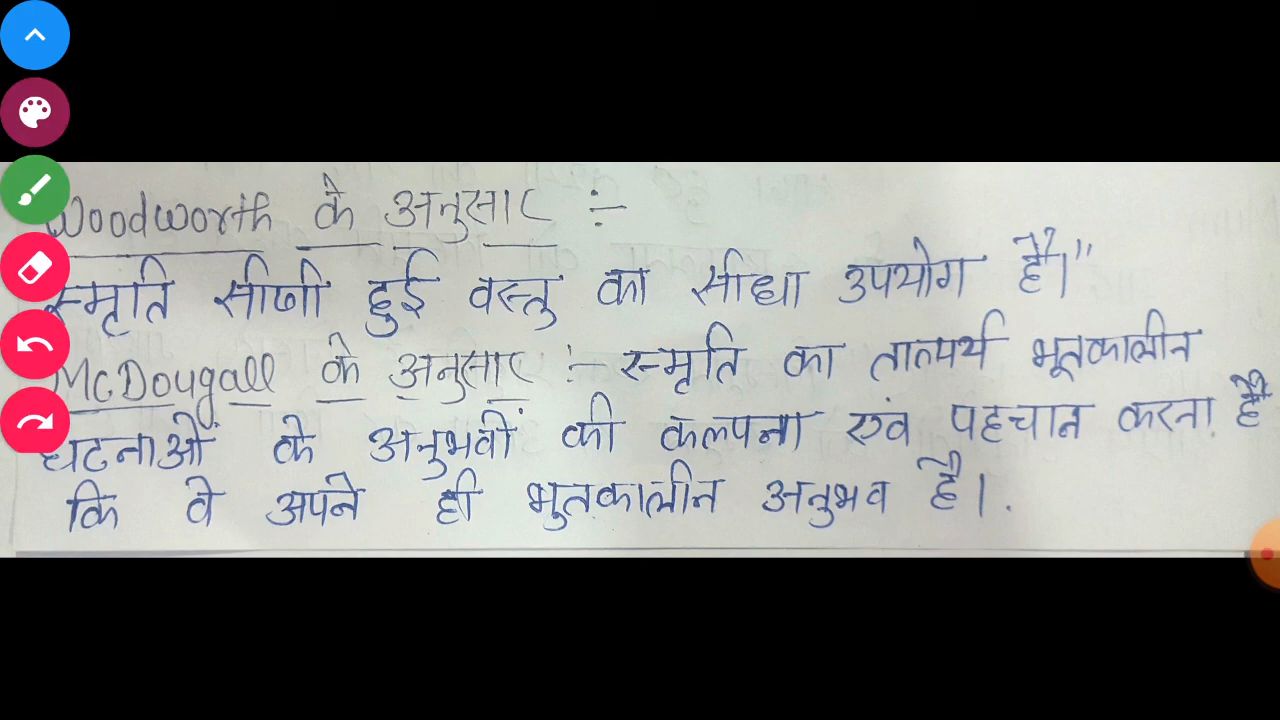 Woodworth के अनुसार :-
स्मृति सीखी हुई वस्तु का सीधा उपयोग है।"
McDougall के अनुसार :- स्मृति का तात्पर्य भूतकालीन
घटनाओं के अनुभवों की कल्पना एवं पहचान करना है
कि वे अपने ही भुतकालीन अनुभव है।.